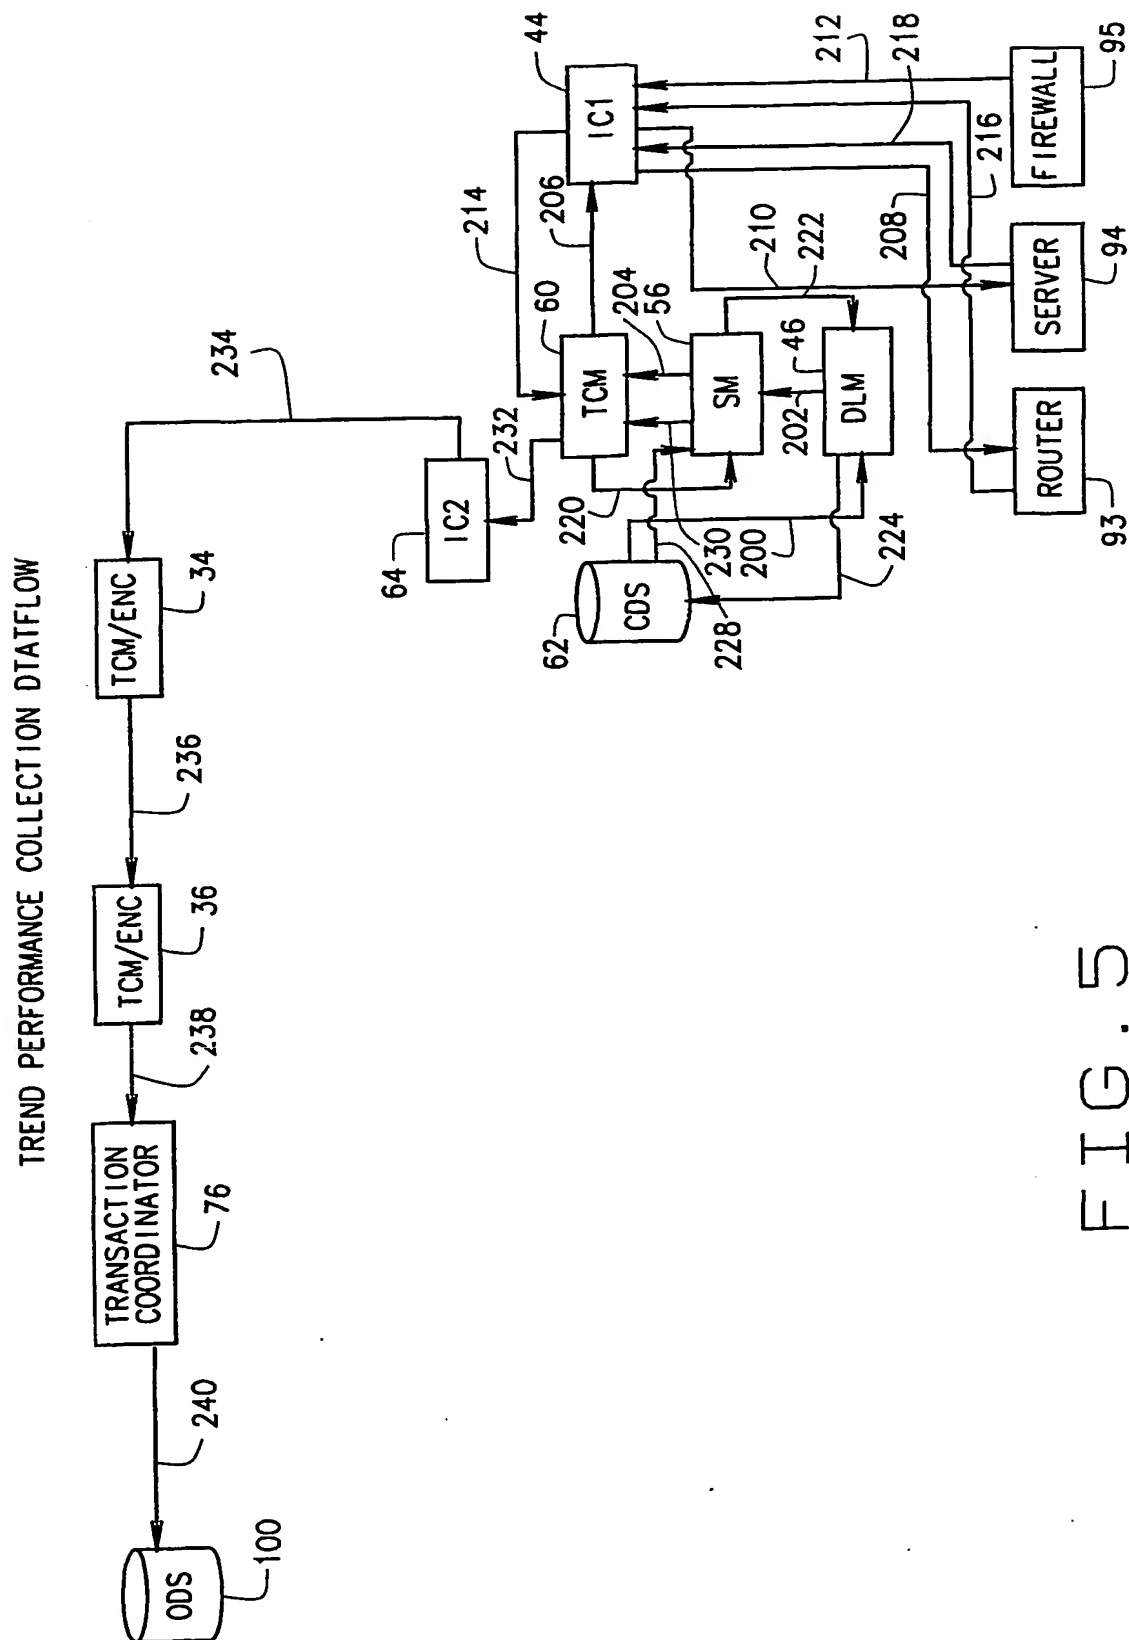 TREND PERFORMANCE COLLECTION DTATFLOW
ODS
100
240
TRANSACTION
COORDINATOR
76
238
TCM/ENC
36
236
TCM/ENC
34
234
IC2
64
232
214
44
IC1
206
60
TCM
220
204
230
56
SM
202
46
DLM
222
210
200
228
224
62
CDS
208
212
218
216
ROUTER
93
SERVER
94
FIREWALL
95
FIG.5